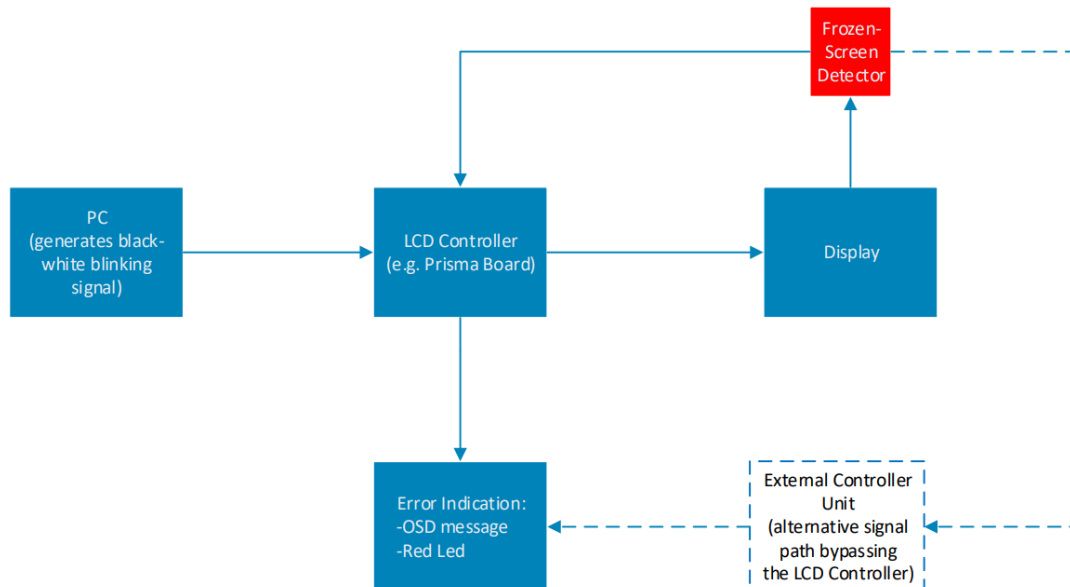 Frozen-
Screen
Detector
PC
(generates black-
white blinking
signal)
LCD Controller
(e.g. Prisma Board)
Display
Error Indication:
-OSD message
-Red Led
External Controller
Unit
(alternative signal
path bypassing
the LCD Controller)